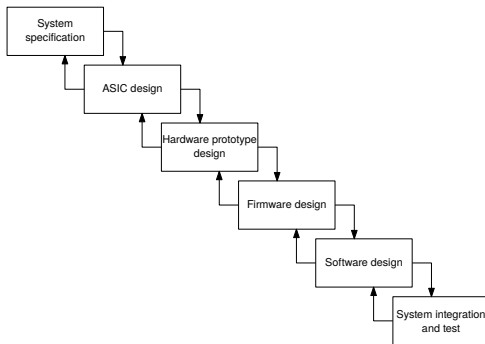 System
specification
ASIC design
Hardware prototype
design
Firmware design
Software design
System integration
and test